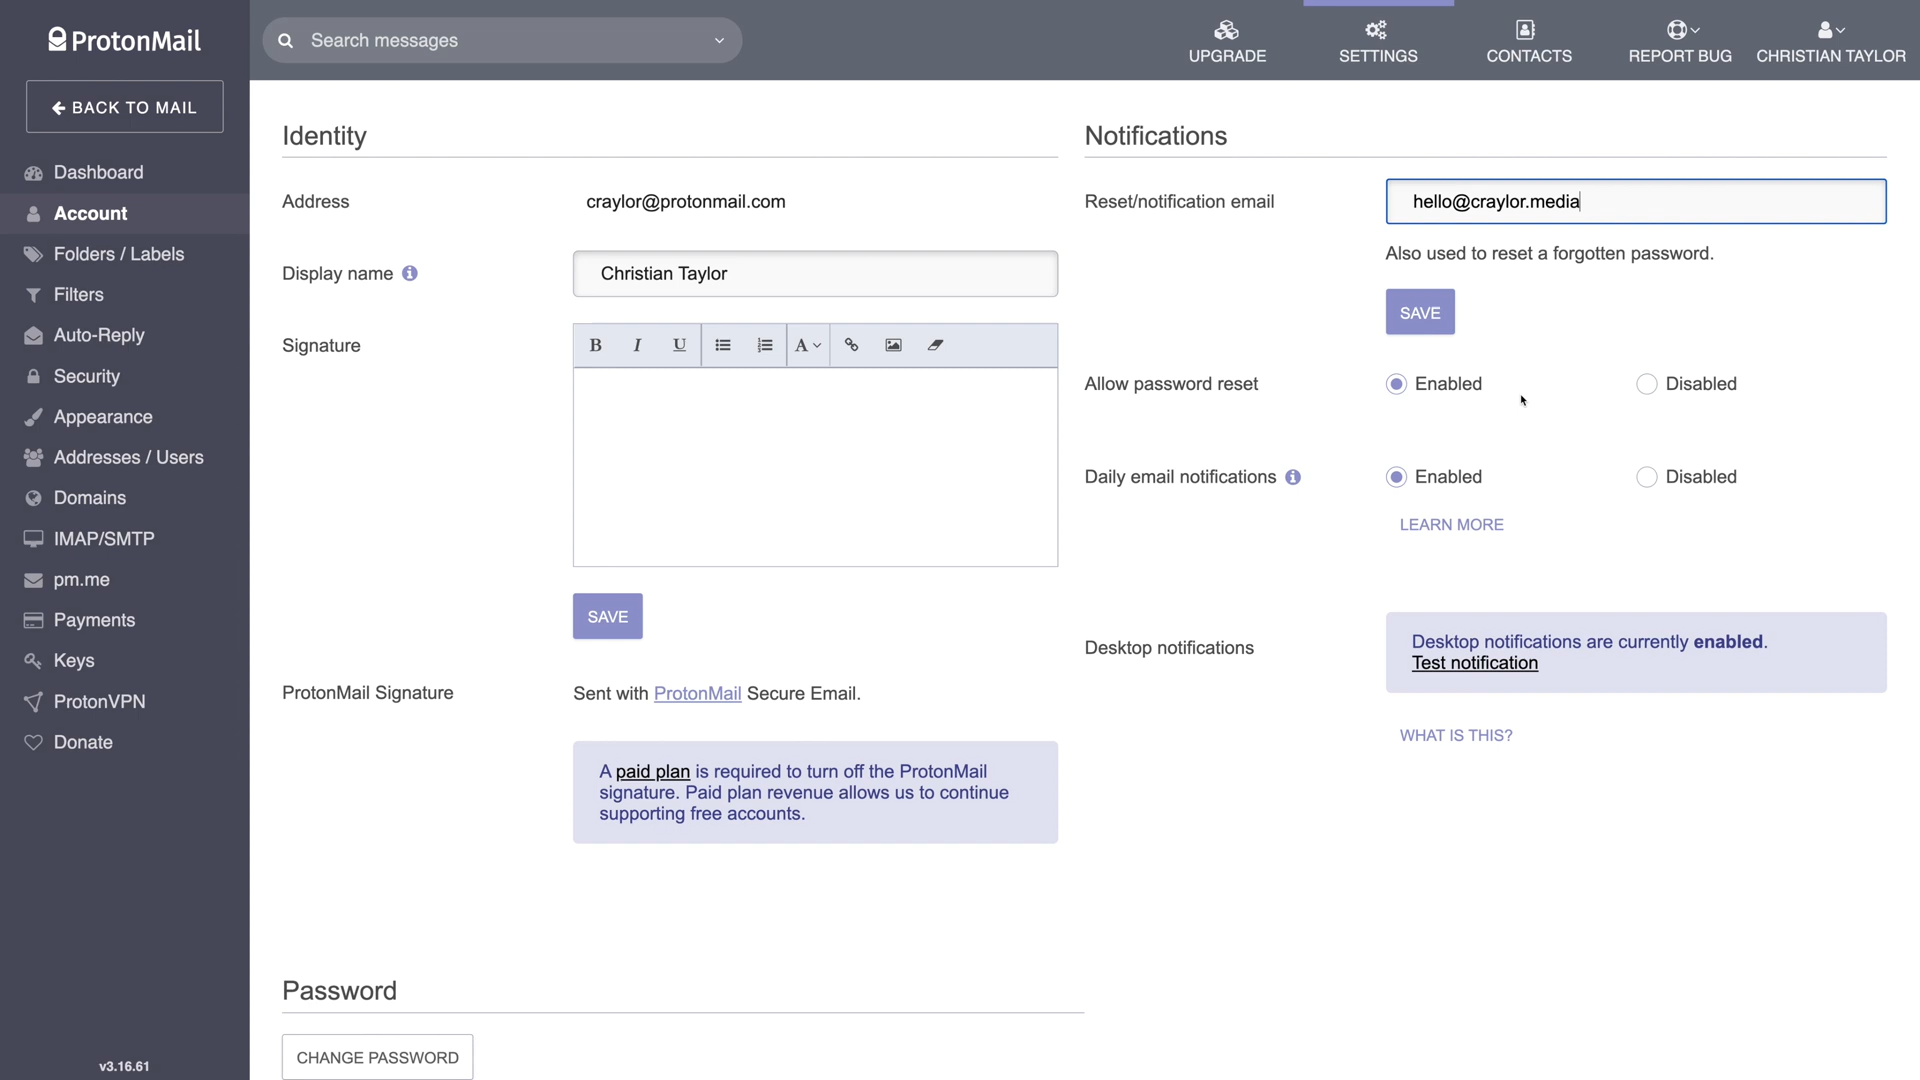 ProtonMail
Search messages
UPGRADE
SETTINGS
CONTACTS
REPORT BUG
CHRISTIAN TAYLOR
BACK TO MAIL
Dashboard
Account
Folders / Labels
Filters
Auto-Reply
Security
Appearance
Addresses / Users
Domains
IMAP/SMTP
pm.me
Payments
Keys
ProtonVPN
Donate
v3.16.61
Identity
Address
craylor@protonmail.com
Display name
Christian Taylor
Signature
B I U A
SAVE
ProtonMail Signature
Sent with ProtonMail Secure Email.
A paid plan is required to turn off the ProtonMail
signature. Paid plan revenue allows us to continue
supporting free accounts.
Password
CHANGE PASSWORD
Notifications
Reset/notification email
hello@craylor.media
Also used to reset a forgotten password.
SAVE
Allow password reset
Enabled
Disabled
Daily email notifications
Enabled
Disabled
LEARN MORE
Desktop notifications
Desktop notifications are currently enabled.
Test notification
WHAT IS THIS?